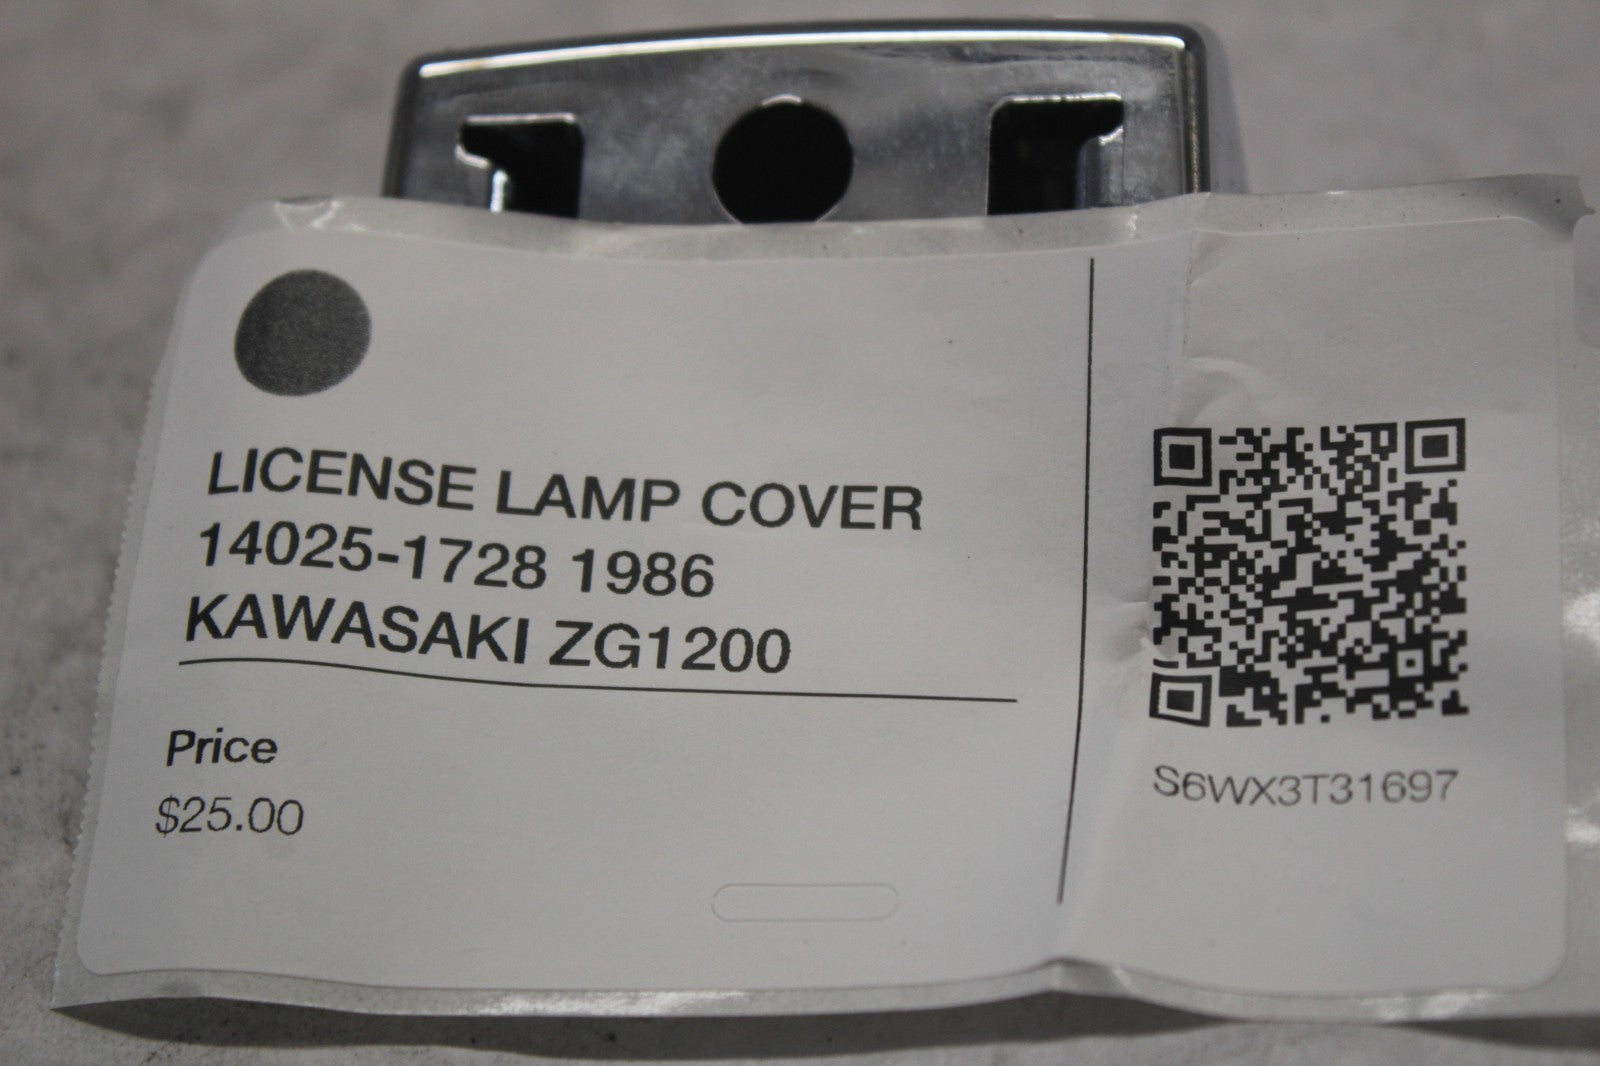 LICENSE LAMP COVER
14025-1728 1986
KAWASAKI ZG1200
Price
$25.00
S6WX3T31697